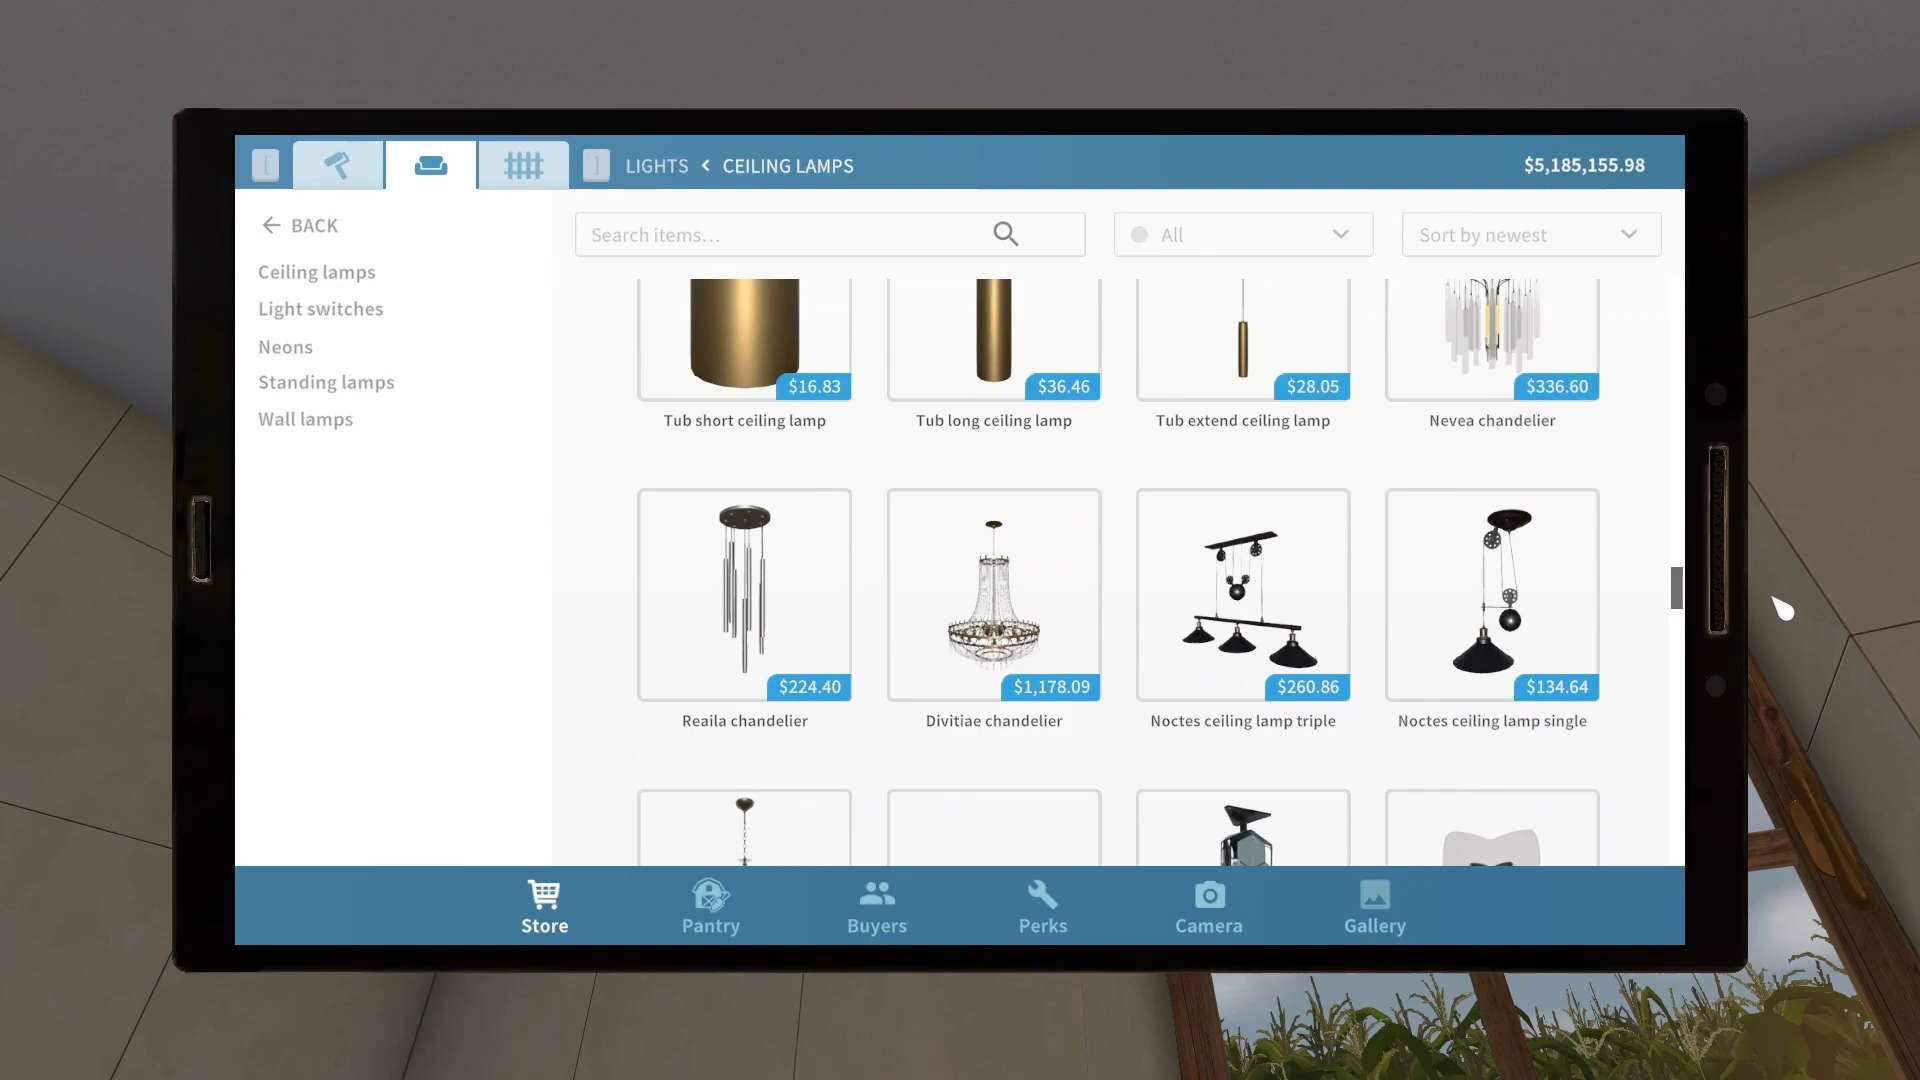 [
]
LIGHTS < CEILING LAMPS
$5,185,155.98
BACK
Ceiling lamps
Light switches
Neons
Standing lamps
Wall lamps
Search items...
All
Sort by newest
$16.83
$36.46
$28.05
$336.60
Tub short ceiling lamp
Tub long ceiling lamp
Tub extend ceiling lamp
Nevea chandelier
$224.40
$1,178.09
$260.86
$134.64
Reaila chandelier
Divitiae chandelier
Noctes ceiling lamp triple
Noctes ceiling lamp single
Store
Pantry
Buyers
Perks
Camera
Gallery